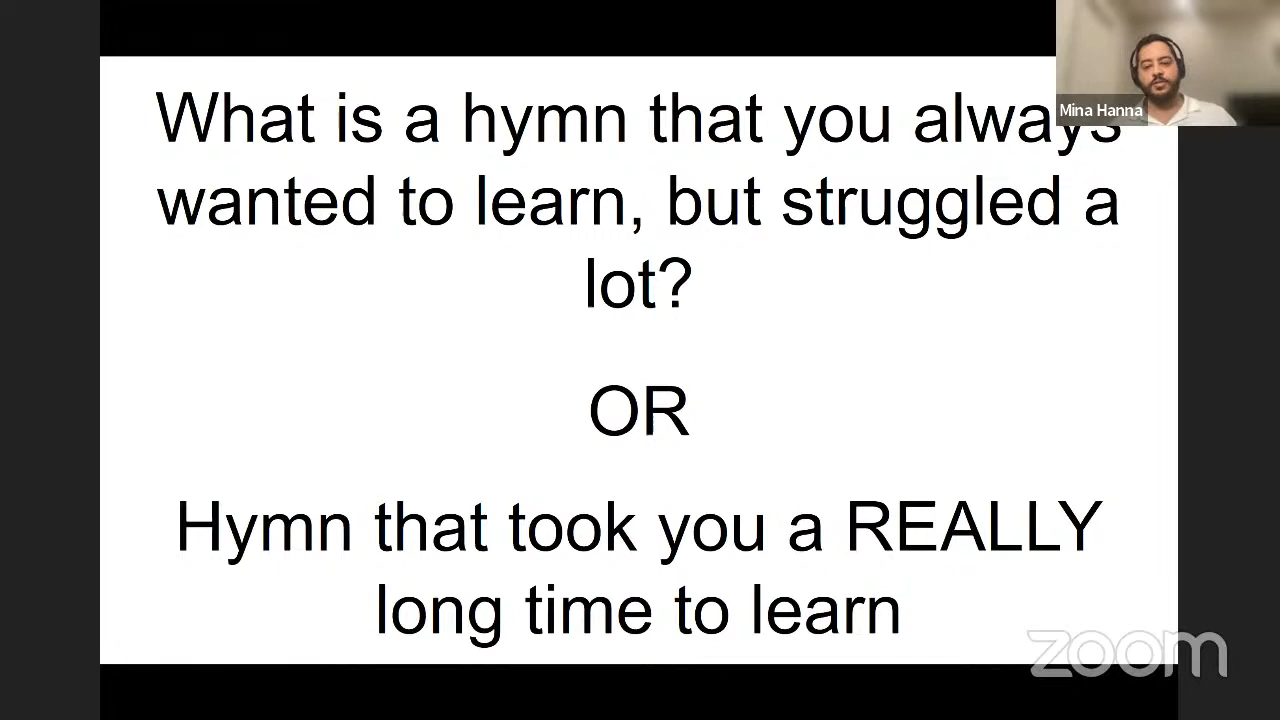 What is a hymn that you always
wanted to learn, but struggled a
lot?
OR
Hymn that took you a REALLY
long time to learn
Mina Hanna
zoom